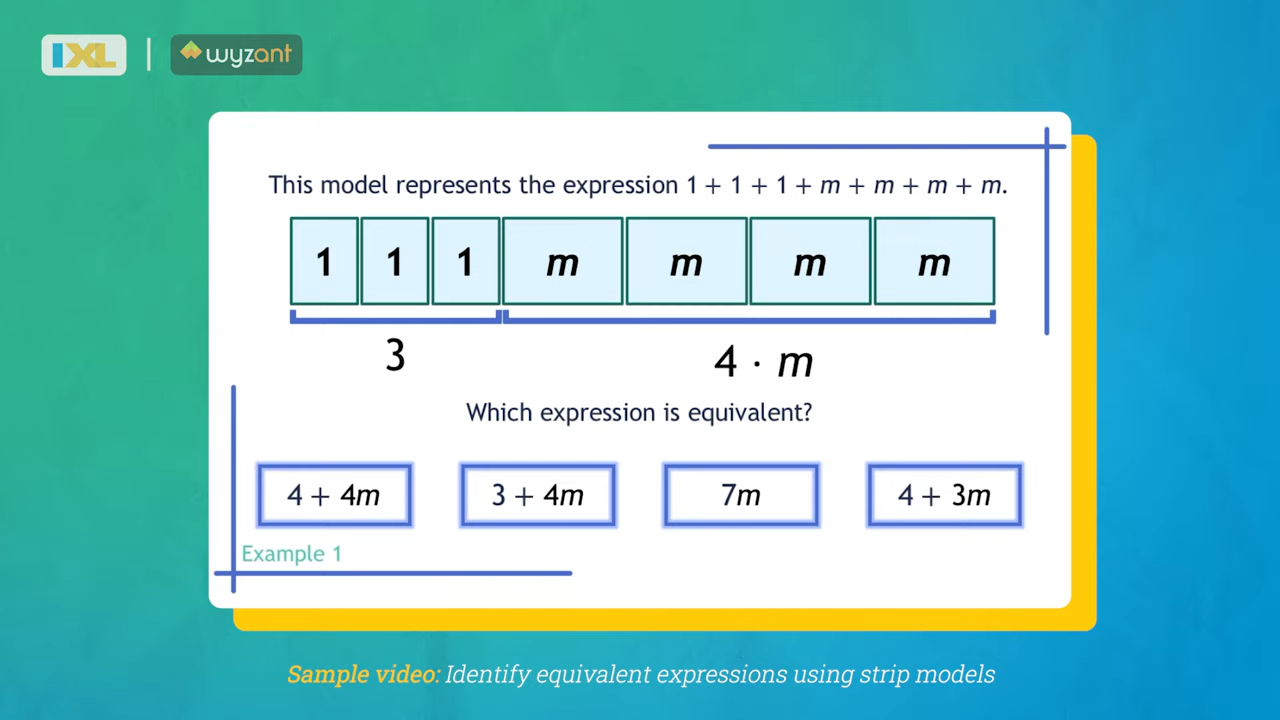 IXL | wyzant
This model represents the expression 1 + 1 + 1 + m + m + m + m.
1 1 1 m m m m
3 4 · m
Which expression is equivalent?
4 + 4m 3 + 4m 7m 4 + 3m
Example 1
Sample video: Identify equivalent expressions using strip models